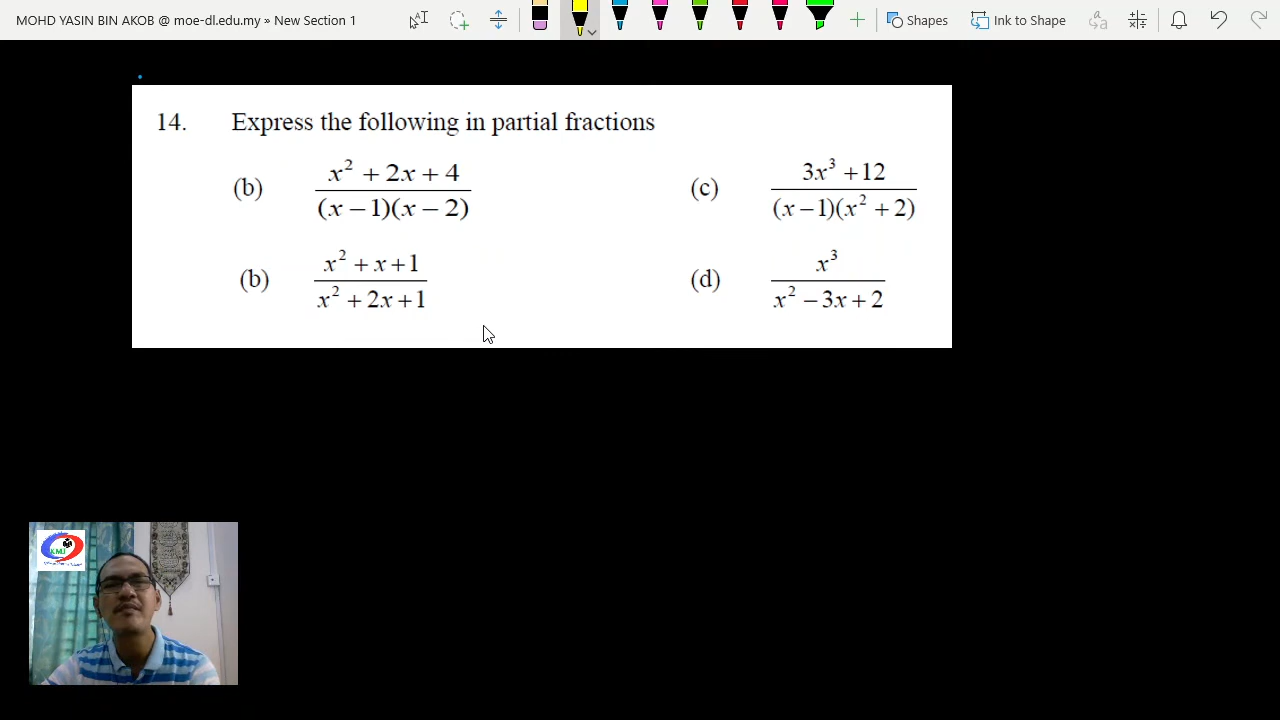 MOHD YASIN BIN AKOB @ moe-dl.edu.my » New Section 1
Shapes
Ink to Shape
14. Express the following in partial fractions
(b) x² + 2x + 4 / (x − 1)(x − 2)
(c) 3x³ + 12 / (x − 1)(x² + 2)
(b) x² + x + 1 / x² + 2x + 1
(d) x³ / x² − 3x + 2
KMJ